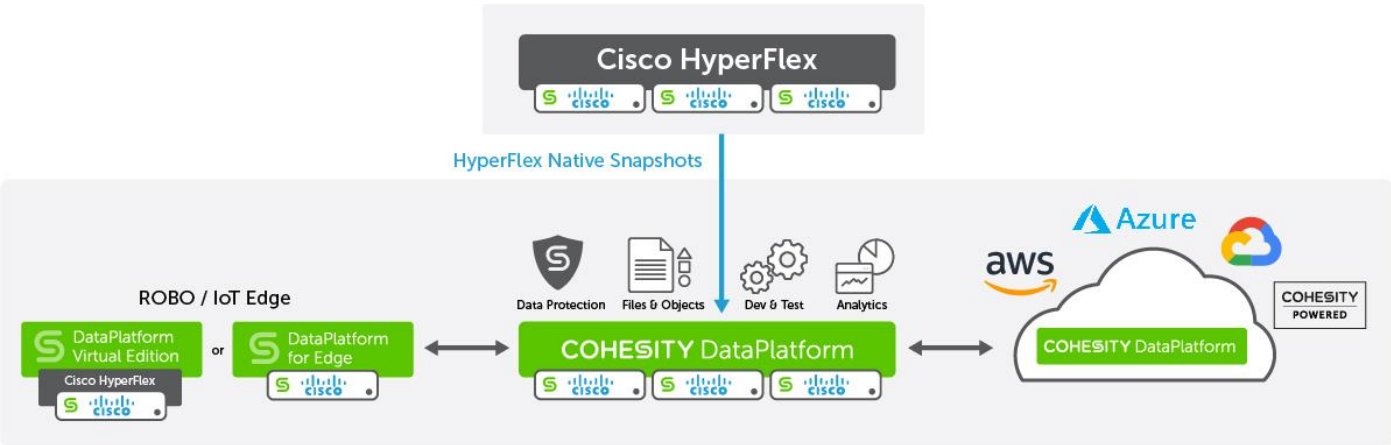 Cisco HyperFlex
CISCO
CISCO
CISCO
HyperFlex Native Snapshots
Azure
aws
COHESITY
POWERED
Data Protection
Files & Objects
Dev & Test
Analytics
ROBO / IoT Edge
DataPlatform
Virtual Edition
Cisco HyperFlex
CISCO
or
DataPlatform
for Edge
CISCO
COHESITY DataPlatform
CISCO
CISCO
CISCO
COHESITY DataPlatform